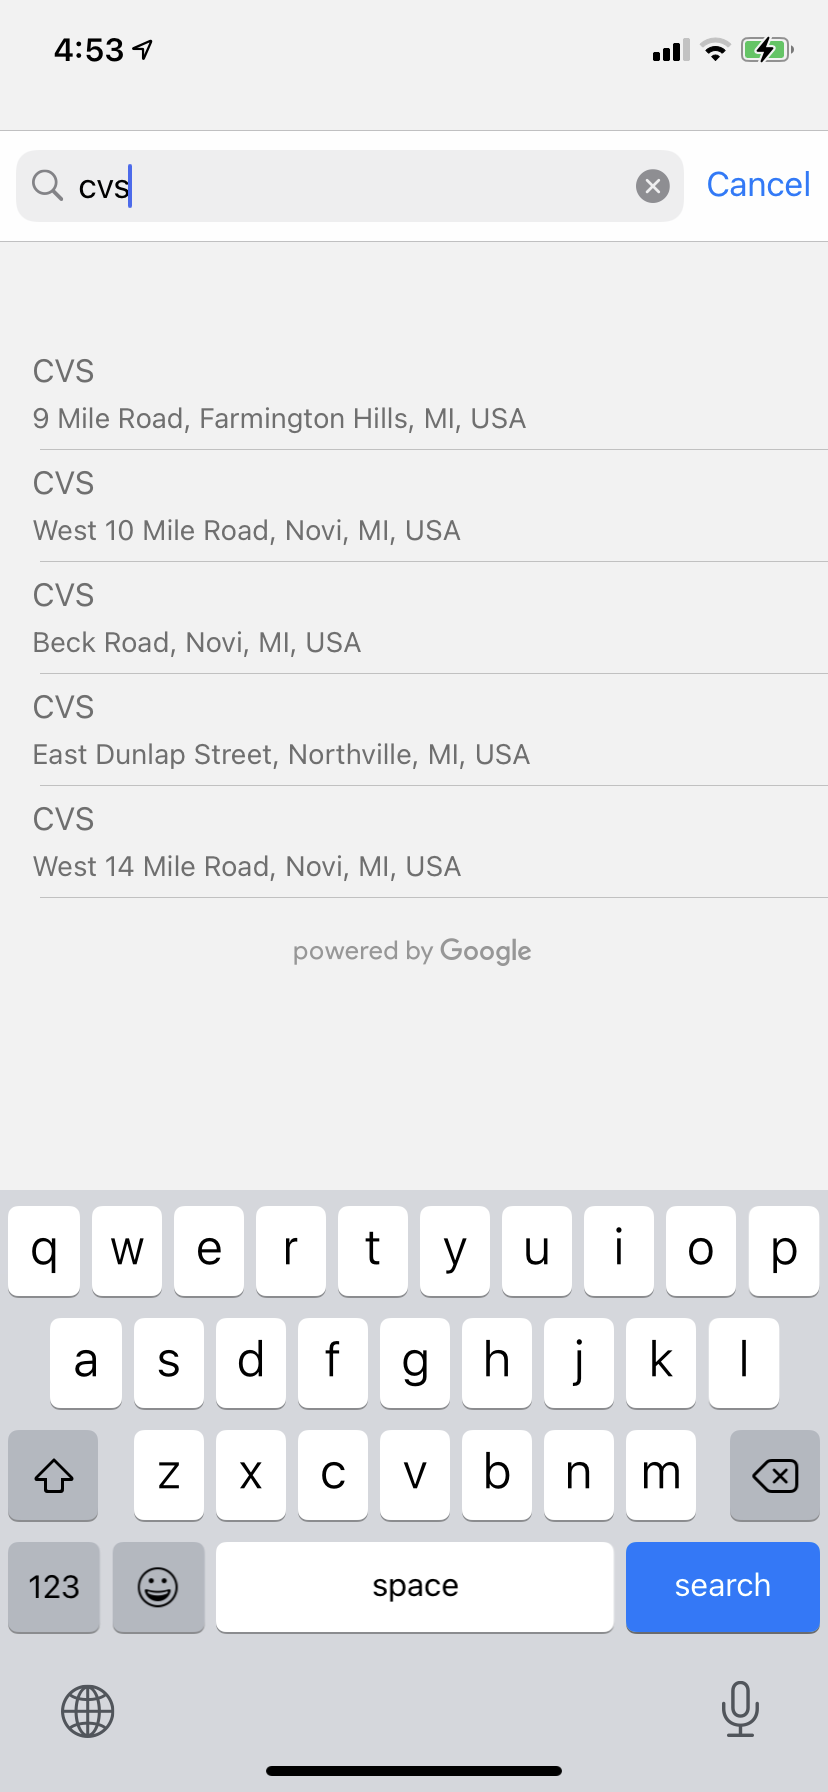 4:53
cvs
Cancel
CVS
9 Mile Road, Farmington Hills, MI, USA
CVS
West 10 Mile Road, Novi, MI, USA
CVS
Beck Road, Novi, MI, USA
CVS
East Dunlap Street, Northville, MI, USA
CVS
West 14 Mile Road, Novi, MI, USA
powered by Google
q w e r t y u i o p
a s d f g h j k l
z x c v b n m
123 space search